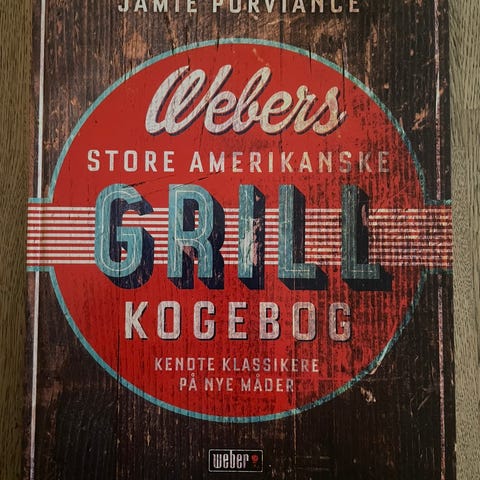 JAMIE PURVIANCE
Webers
STORE AMERIKANSKE
GRILL
KOGEBOG
KENDTE KLASSIKERE
PÅ NYE MÅDER
weber